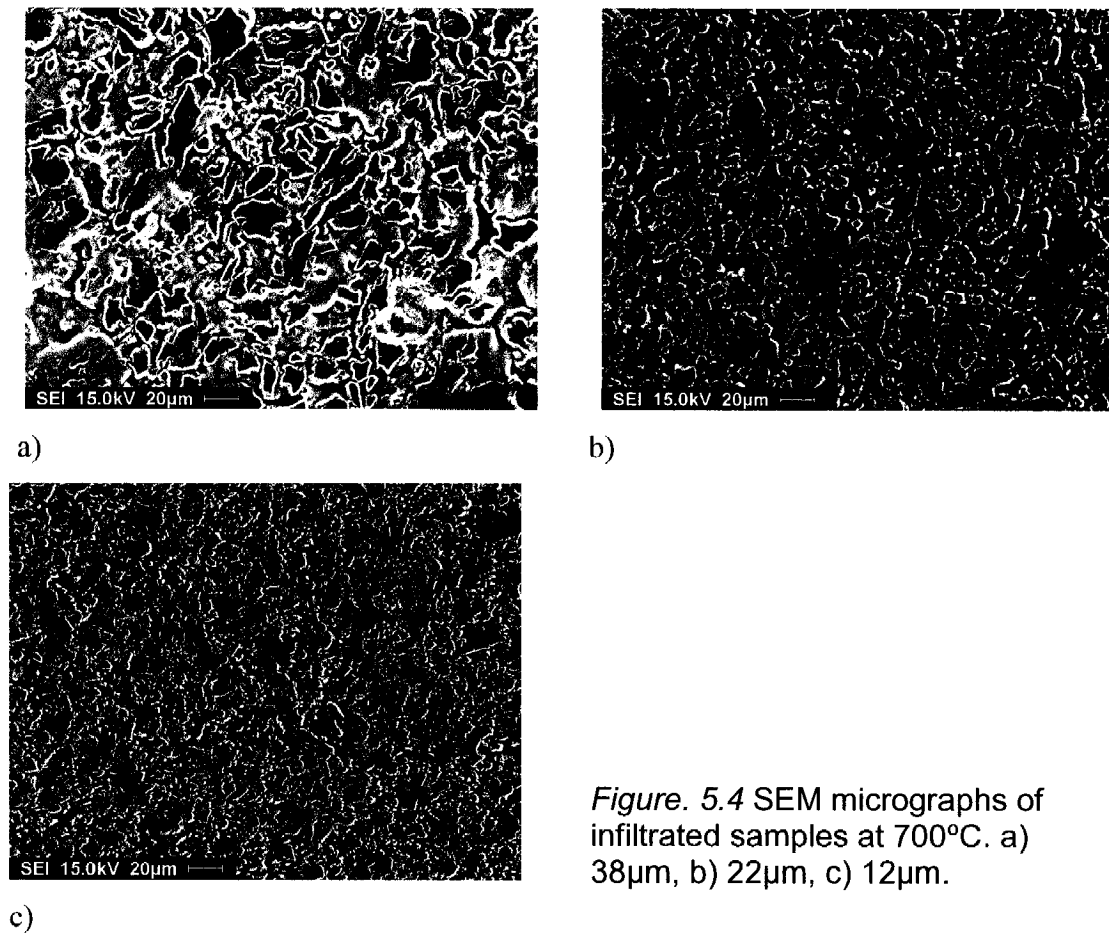 SEI 15.0kV 20µm
a)
SEI 15.0kV 20µm
b)
SEI 15.0kV 20µm
c)
Figure. 5.4 SEM micrographs of
infiltrated samples at 700ºC. a)
38µm, b) 22µm, c) 12µm.